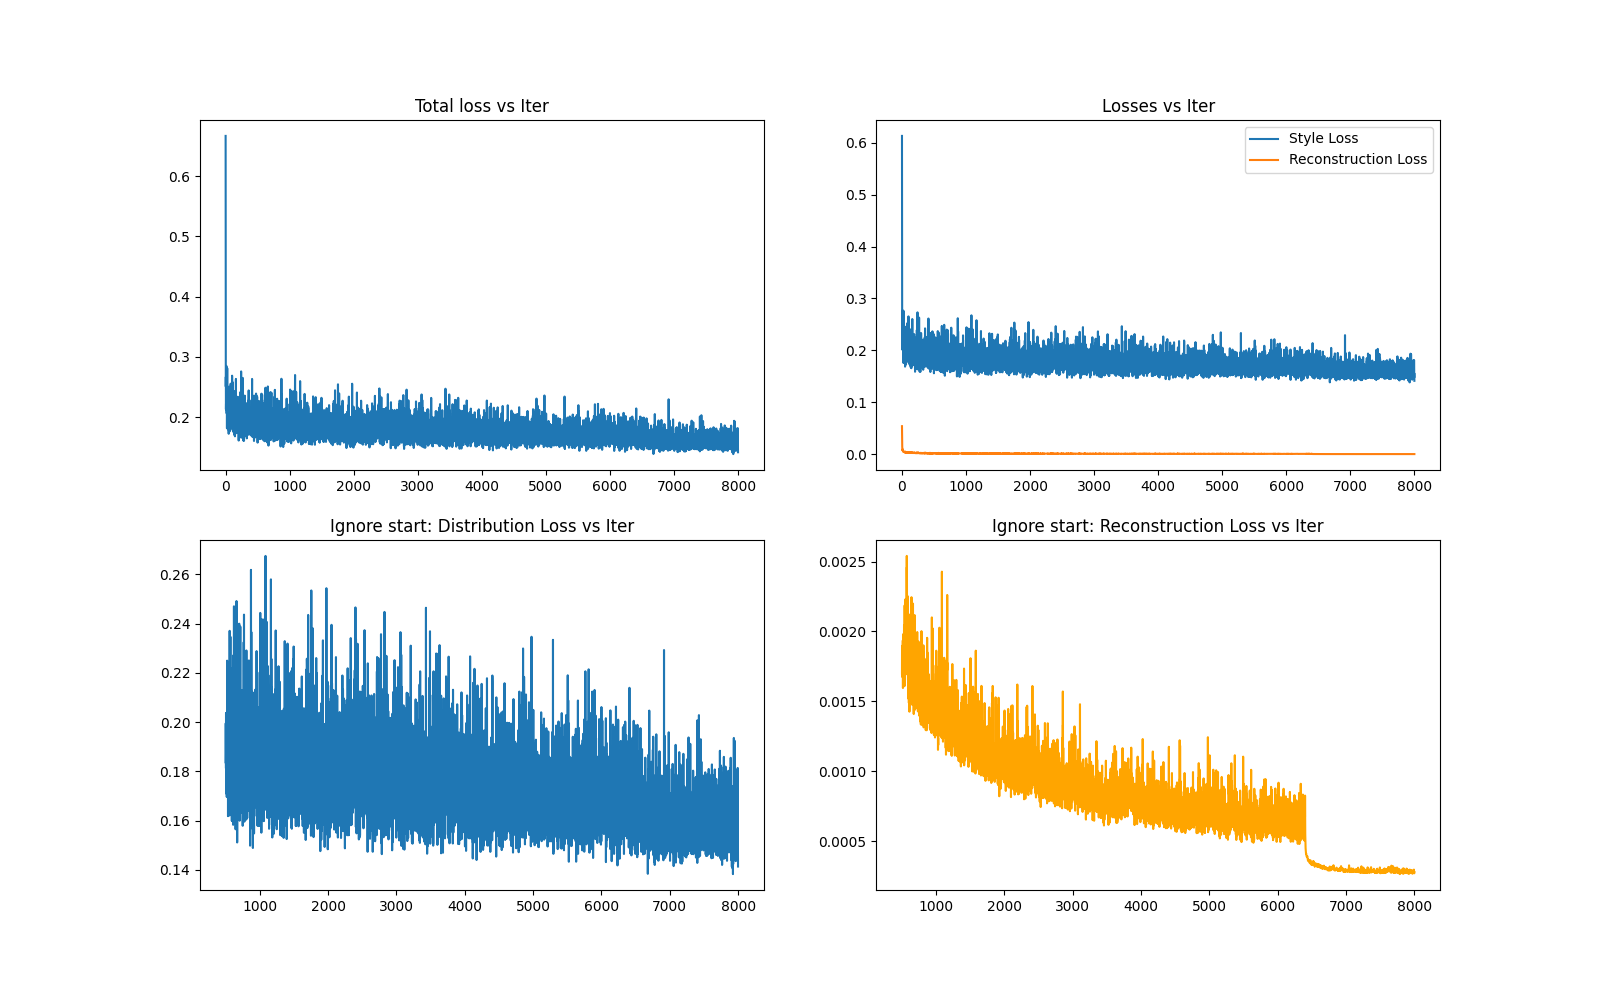 Total loss vs Iter
0.6
0.5
0.4
0.3
0.2
0 1000 2000 3000 4000 5000 6000 7000 8000
Losses vs Iter
Style Loss
Reconstruction Loss
0.6
0.5
0.4
0.3
0.2
0.1
0.0
0 1000 2000 3000 4000 5000 6000 7000 8000
Ignore start: Distribution Loss vs Iter
0.26
0.24
0.22
0.20
0.18
0.16
0.14
1000 2000 3000 4000 5000 6000 7000 8000
Ignore start: Reconstruction Loss vs Iter
0.0025
0.0020
0.0015
0.0010
0.0005
1000 2000 3000 4000 5000 6000 7000 8000